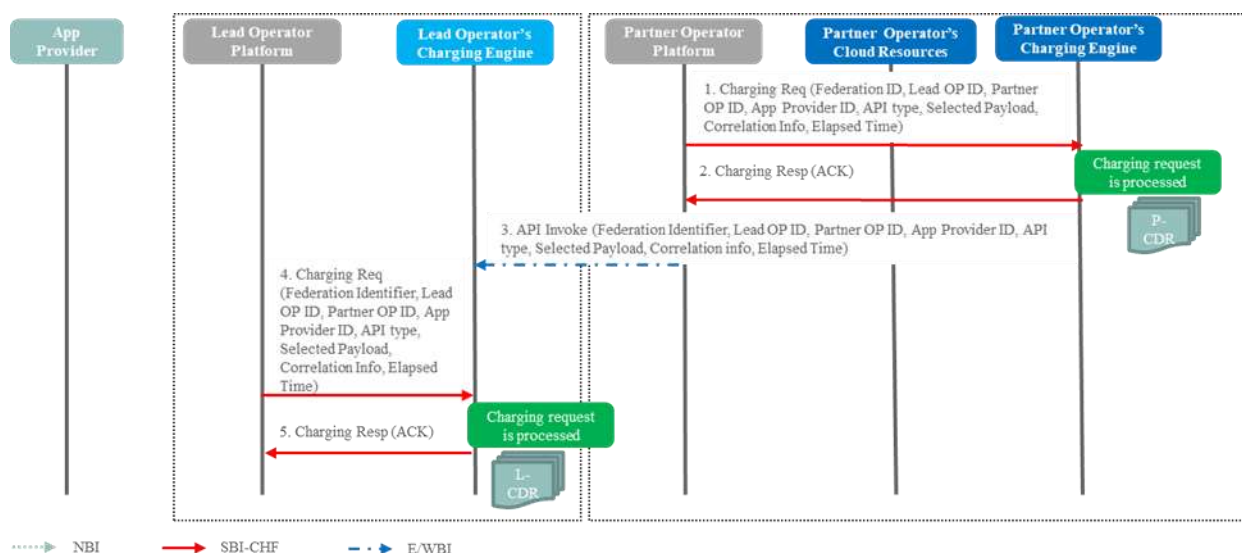 App
Provider
Lead Operator
Platform
Lead Operator's
Charging Engine
Partner Operator
Platform
Partner Operator's
Cloud Resources
Partner Operator's
Charging Engine
1. Charging Req (Federation ID, Lead OP ID, Partner
OP ID, App Provider ID, API type, Selected Payload,
Correlation Info, Elapsed Time)
2. Charging Resp (ACK)
Charging request
is processed
P-
CDR
3. API Invoke (Federation Identifier, Lead OP ID, Partner OP ID, App Provider ID, API
type, Selected Payload, Correlation info, Elapsed Time)
4. Charging Req
(Federation Identifier, Lead
OP ID, Partner OP ID, App
Provider ID, API type,
Selected Payload,
Correlation Info, Elapsed
Time)
Charging request
is processed
5. Charging Resp (ACK)
L-
CDR
NBI
SBI-CHF
E/WBI